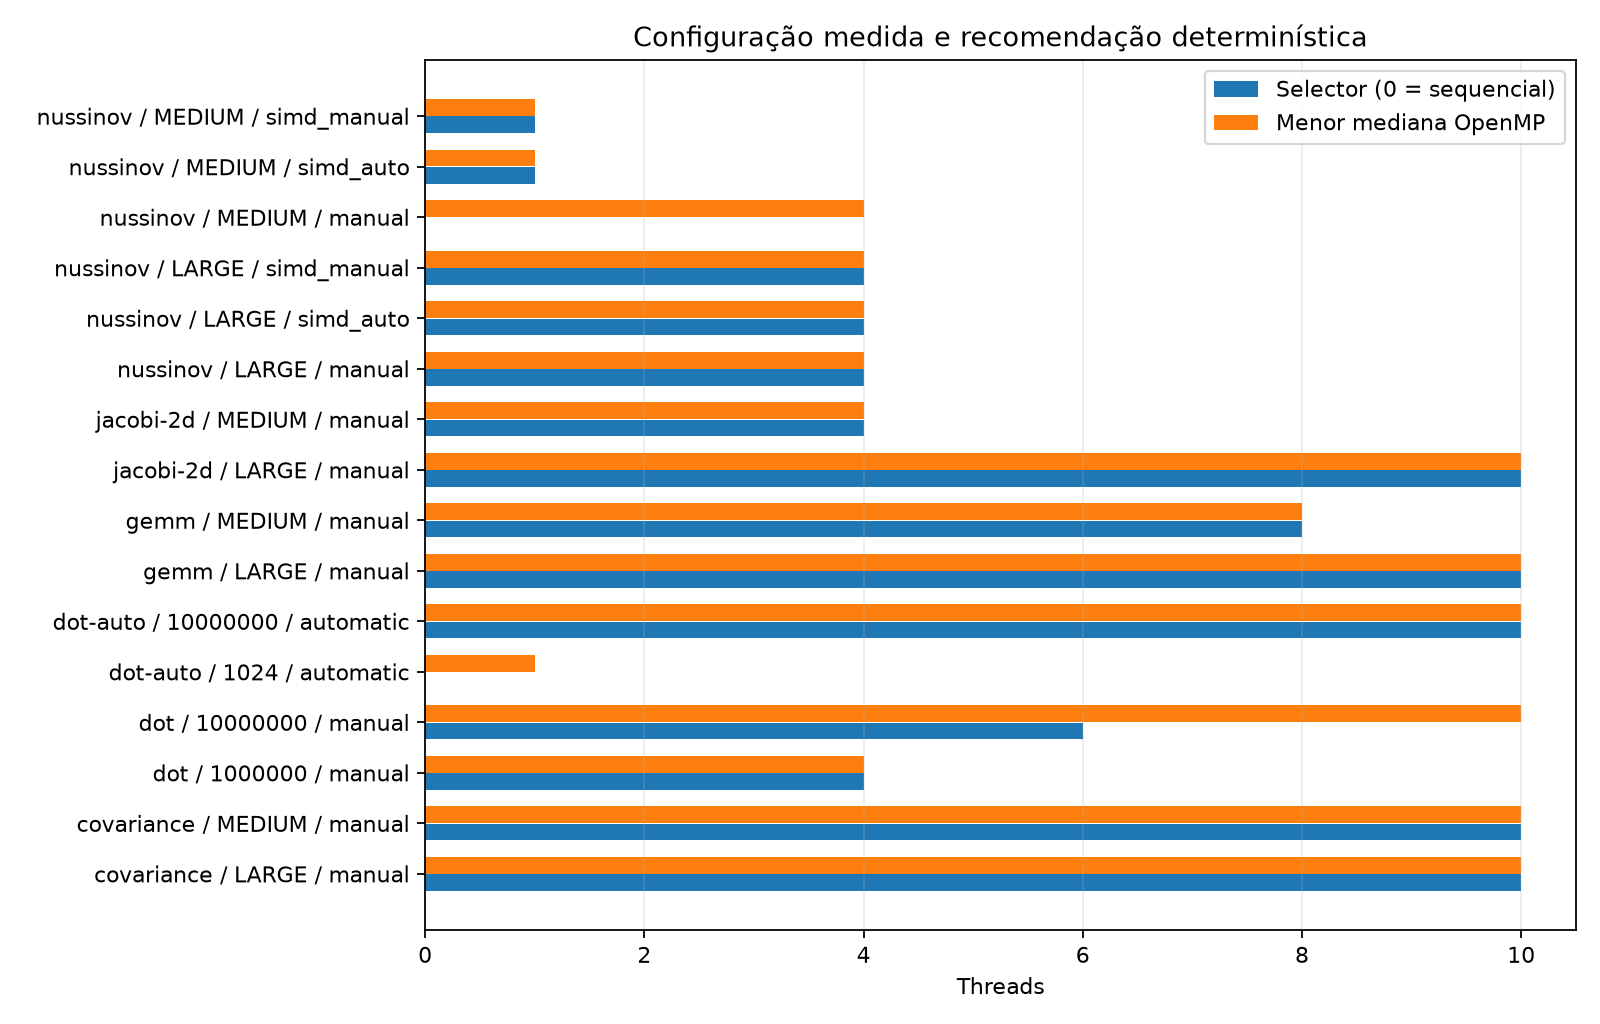 Configuração medida e recomendação determinística
Selector (0 = sequencial)
Menor mediana OpenMP
nussinov / MEDIUM / simd_manual
nussinov / MEDIUM / simd_auto
nussinov / MEDIUM / manual
nussinov / LARGE / simd_manual
nussinov / LARGE / simd_auto
nussinov / LARGE / manual
jacobi-2d / MEDIUM / manual
jacobi-2d / LARGE / manual
gemm / MEDIUM / manual
gemm / LARGE / manual
dot-auto / 10000000 / automatic
dot-auto / 1024 / automatic
dot / 10000000 / manual
dot / 1000000 / manual
covariance / MEDIUM / manual
covariance / LARGE / manual
0 2 4 6 8 10
Threads